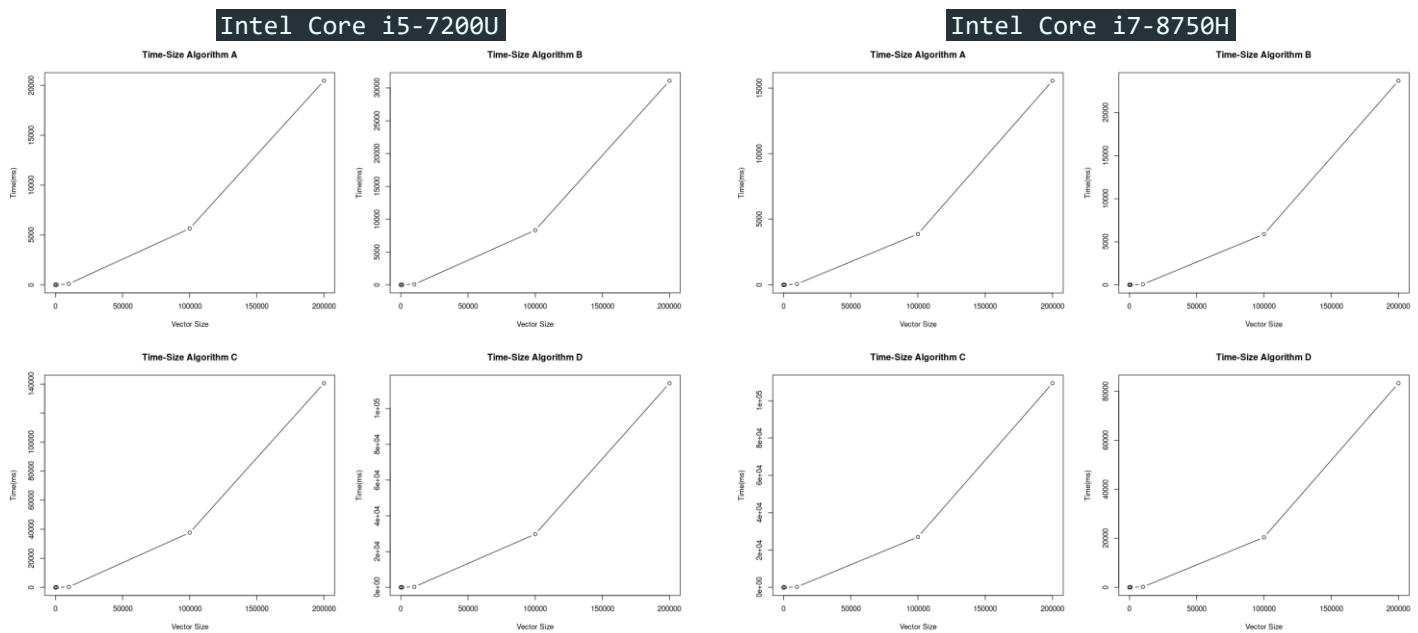 Intel Core i5-7200U
Intel Core i7-8750H
Time-Size Algorithm A
20000
15000
10000
5000
0
Time(ms)
0 50000 100000 150000 200000
Vector Size
Time-Size Algorithm B
30000
25000
20000
15000
10000
5000
0
Time(ms)
0 50000 100000 150000 200000
Vector Size
Time-Size Algorithm A
15000
10000
5000
0
Time(ms)
0 50000 100000 150000 200000
Vector Size
Time-Size Algorithm B
20000
15000
10000
5000
0
Time(ms)
0 50000 100000 150000 200000
Vector Size
Time-Size Algorithm C
140000
100000
80000
60000
40000
20000
0
Time(ms)
0 50000 100000 150000 200000
Vector Size
Time-Size Algorithm D
1e+05
8e+04
6e+04
4e+04
2e+04
0e+00
Time(ms)
0 50000 100000 150000 200000
Vector Size
Time-Size Algorithm C
1e+05
8e+04
6e+04
4e+04
2e+04
0e+00
Time(ms)
0 50000 100000 150000 200000
Vector Size
Time-Size Algorithm D
80000
60000
40000
20000
0
Time(ms)
0 50000 100000 150000 200000
Vector Size